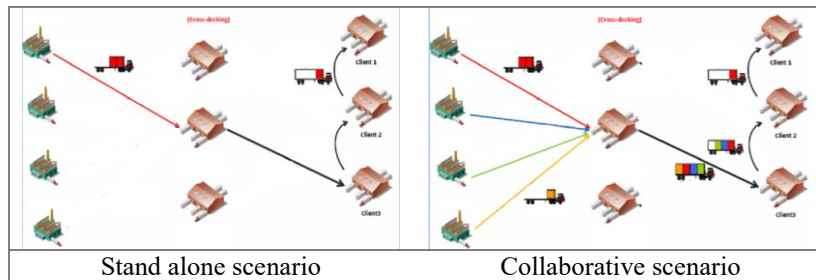 (Cross-docking)
Client 1
Client 2
Client3
(Cross-docking)
Client 1
Client 2
Client3
Stand alone scenario
Collaborative scenario